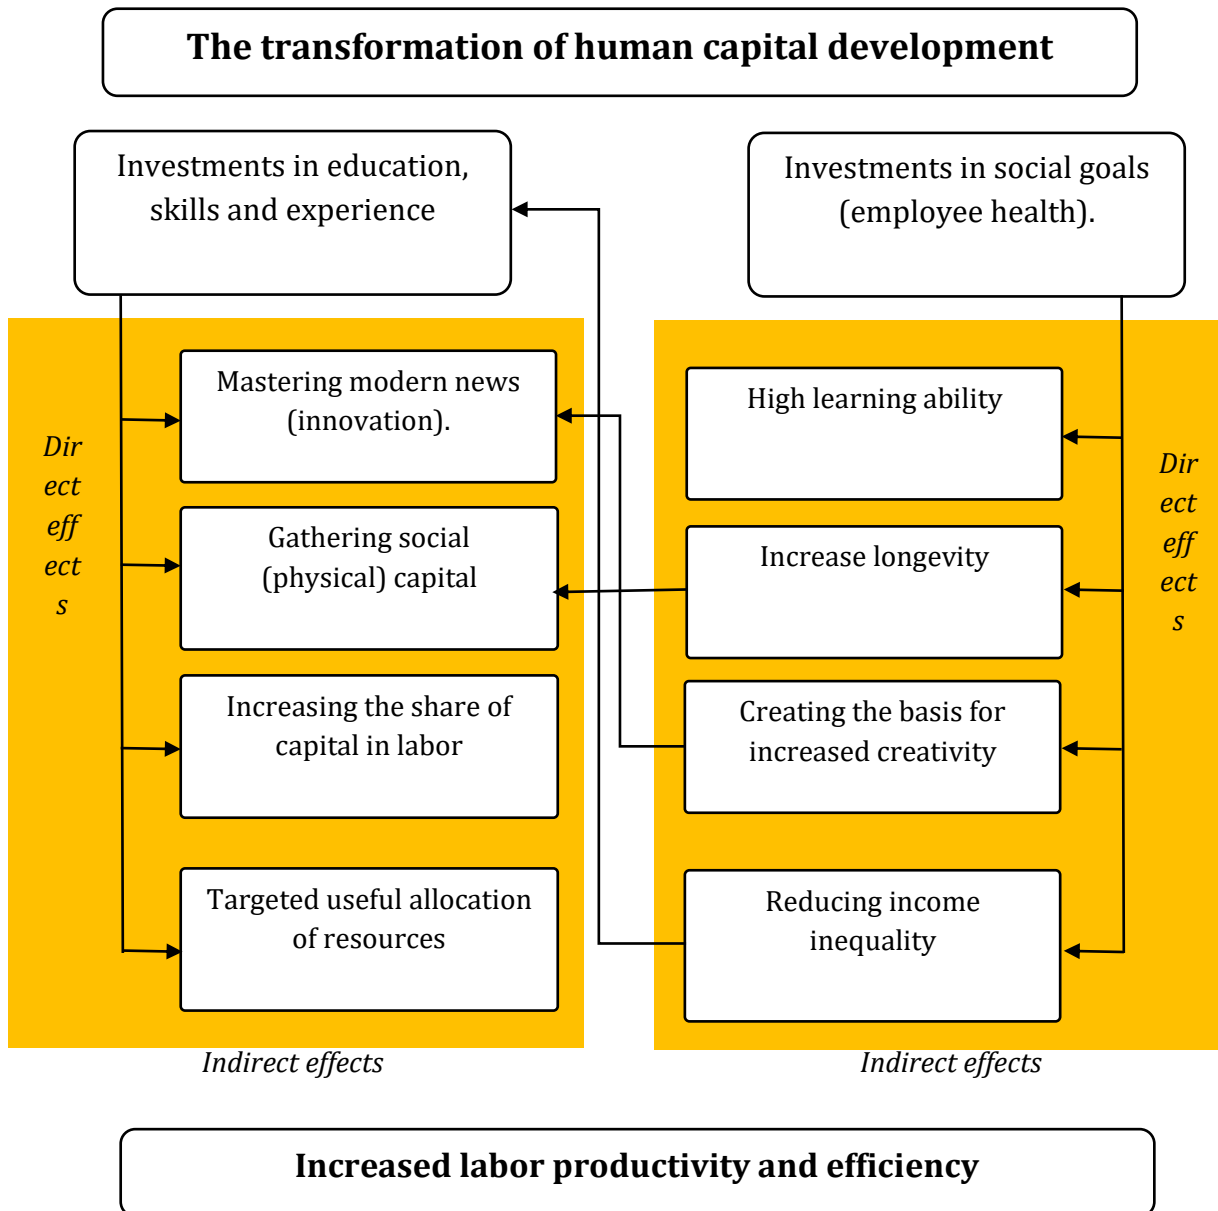 The transformation of human capital development
Investments in education,
skills and experience
Investments in social goals
(employee health).
Dir
ect
eff
ect
s
Mastering modern news
(innovation).
Gathering social
(physical) capital
Increasing the share of
capital in labor
Targeted useful allocation
of resources
Indirect effects
High learning ability
Increase longevity
Creating the basis for
increased creativity
Reducing income
inequality
Dir
ect
eff
ect
s
Indirect effects
Increased labor productivity and efficiency